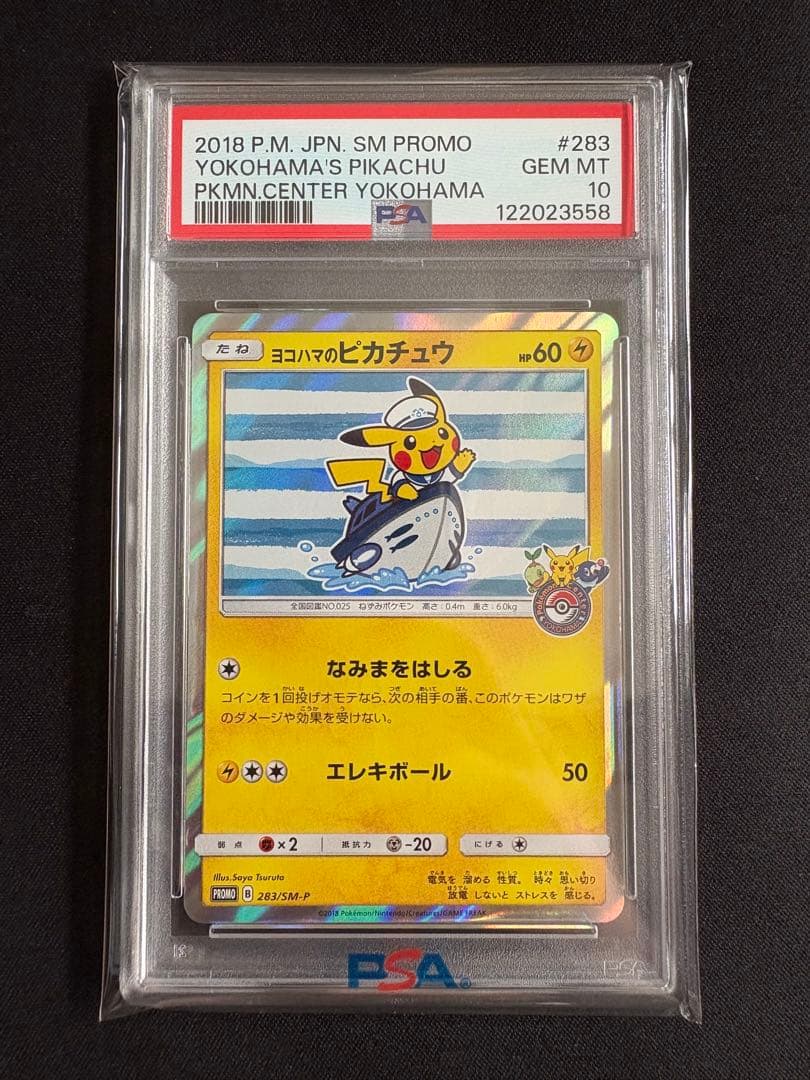 2018 P.M. JPN. SM PROMO #283
YOKOHAMA'S PIKACHU GEM MT
PKMN.CENTER YOKOHAMA 10
PSA 122023558
たね ヨコハマのピカチュウ HP60
全国図鑑NO.025 ねずみポケモン 高さ:0.4m 重さ:6.0kg
なみまをはしる
コインを1回投げオモテなら、次の相手の番、このポケモンはワザ
のダメージや効果を受けない。
エレキボール 50
弱点 ×2 抵抗力 -20 にげる
Illus.Saya Tsuruta
電気を 溜める 性質。 時々 思い切り
放電 しないと ストレスを 感じる。
PROMO B 283/SM-P
©2018 Pokémon/Nintendo/Creatures/GAME FREAK.
PSA®
PSA